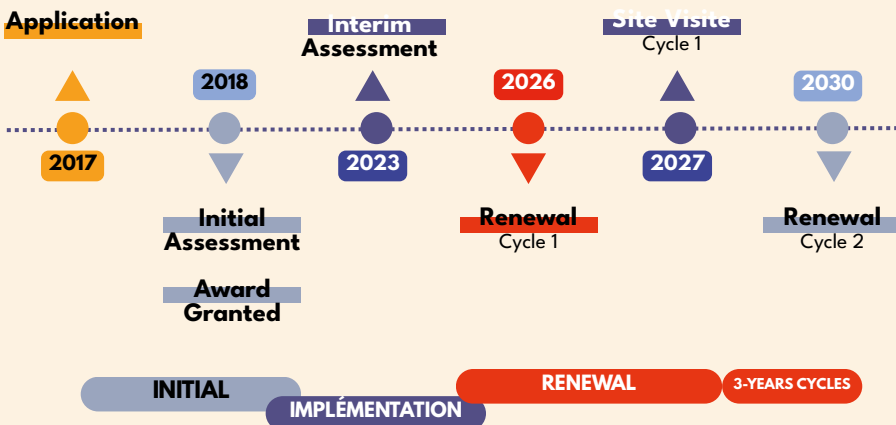 Application
2017
2018
Initial
Assessment
Award
Granted
Interim
Assessment
2023
2026
Renewal
Cycle 1
Site Visite
Cycle 1
2027
2030
Renewal
Cycle 2
INITIAL
IMPLÉMENTATION
RENEWAL
3-YEARS CYCLES